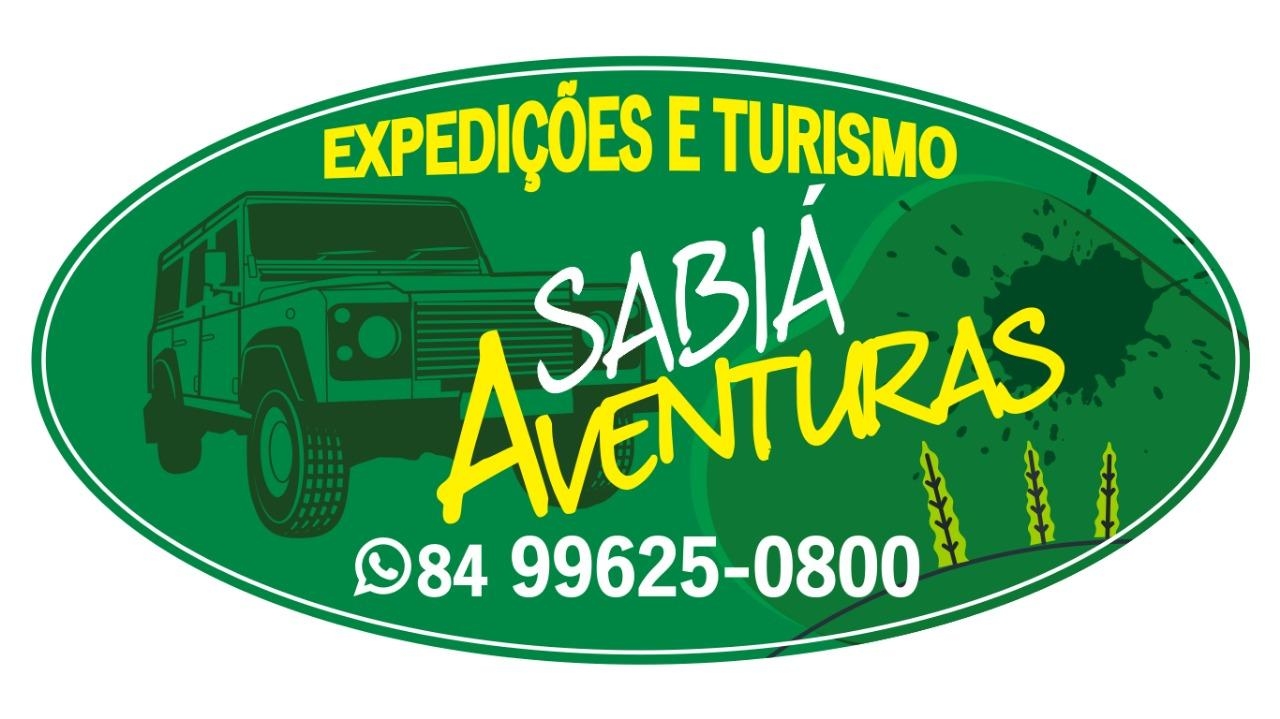 EXPEDIÇÕES E TURISMO
SABIÁ
AVENTURAS
84 99625-0800